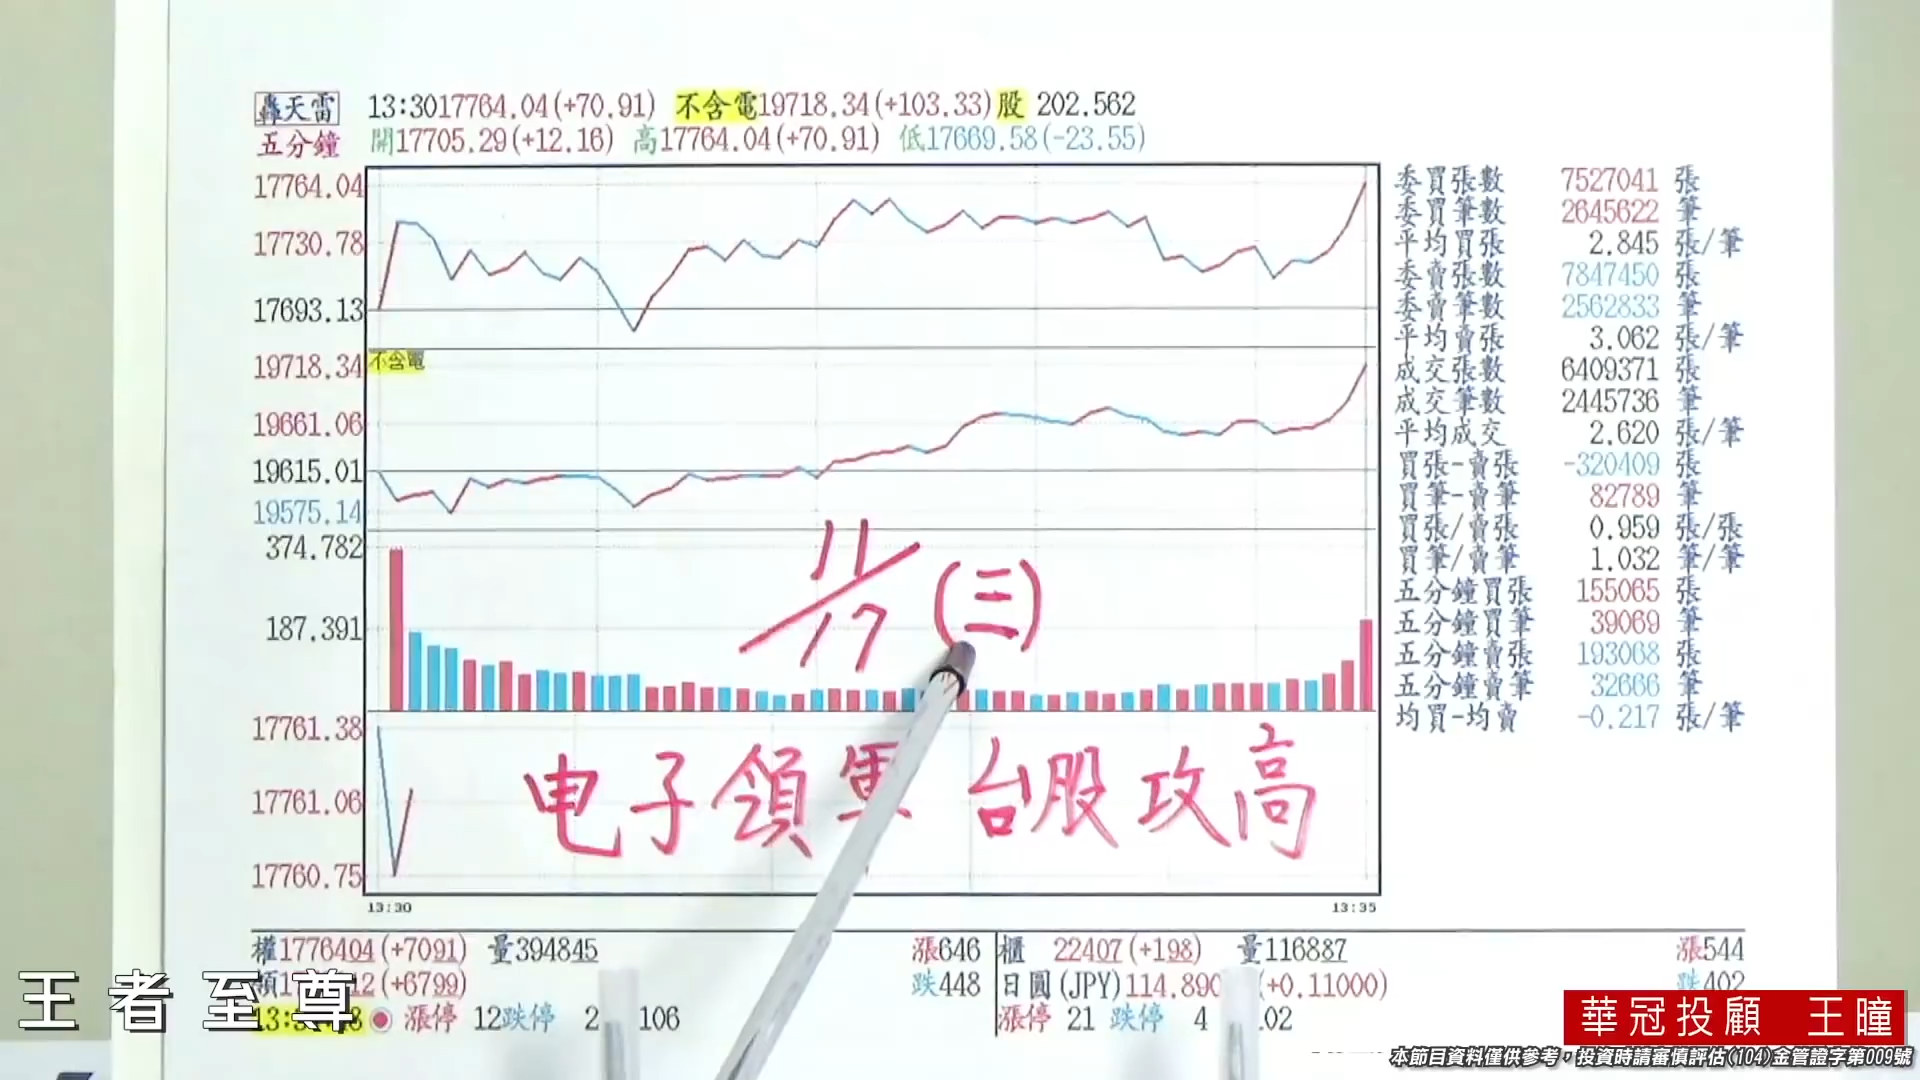 轟天雷 13:3017764.04(+70.91) 不含電19718.34(+103.33)股 202.562
五分鐘 開17705.29(+12.16) 高17764.04(+70.91) 低17669.58(-23.55)
17764.04
17730.78
17693.13
19718.34 不含電
19661.06
19615.01
19575.14
374.782
187.391
17761.38
17761.06
17760.75
13:30 13:35
11/17 (三)
电子領軍 台股攻高
委買張數 7527041 張
委買筆數 2645622 筆
平均買張 2.845 張/筆
委賣張數 7847450 張
委賣筆數 2562833 筆
平均賣張 3.062 張/筆
成交張數 6409371 張
成交筆數 2445736 筆
平均成交 2.620 張/筆
買張-賣張 -320409 張
買筆-賣筆 82789 筆
買張/賣張 0.959 張/張
買筆/賣筆 1.032 筆/筆
五分鐘買張 155065 張
五分鐘買筆 39069 筆
五分鐘賣張 193068 張
五分鐘賣筆 32666 筆
均買-均賣 -0.217 張/筆
權1776404(+7091) 量394845 漲646 櫃 22407(+198) 量116887 漲544
(+6799) 跌448 日圓(JPY)114.890 (+0.11000) 跌402
漲停 12跌停 2 106 漲停 21 跌停 4
王者至尊
華冠投顧 王曈
本節目資料僅供參考，投資時請審慎評估(104)金管證字第009號